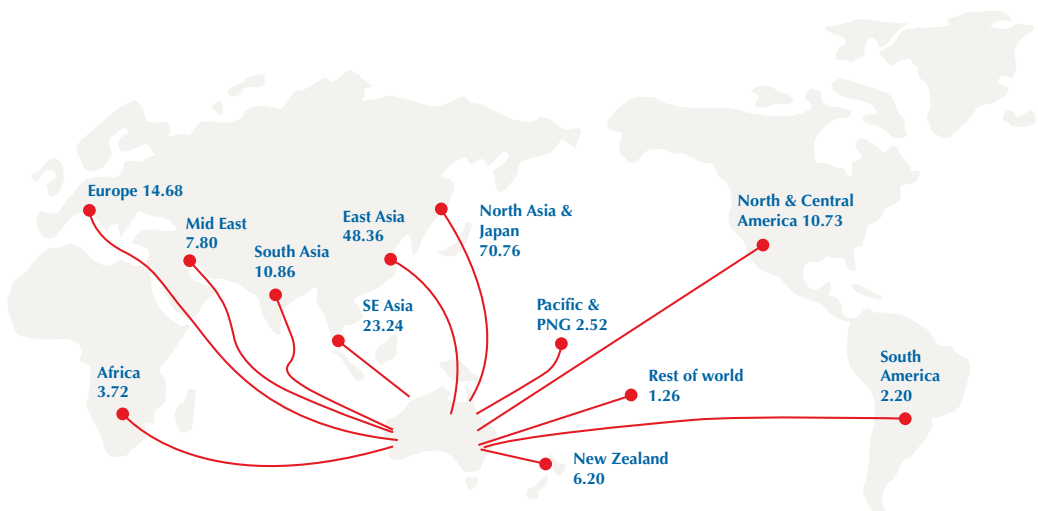 Europe 14.68
Mid East
7.80
South Asia
10.86
East Asia
48.36
North Asia &
Japan
70.76
North & Central
America 10.73
SE Asia
23.24
Pacific &
PNG 2.52
Africa
3.72
Rest of world
1.26
South
America
2.20
New Zealand
6.20